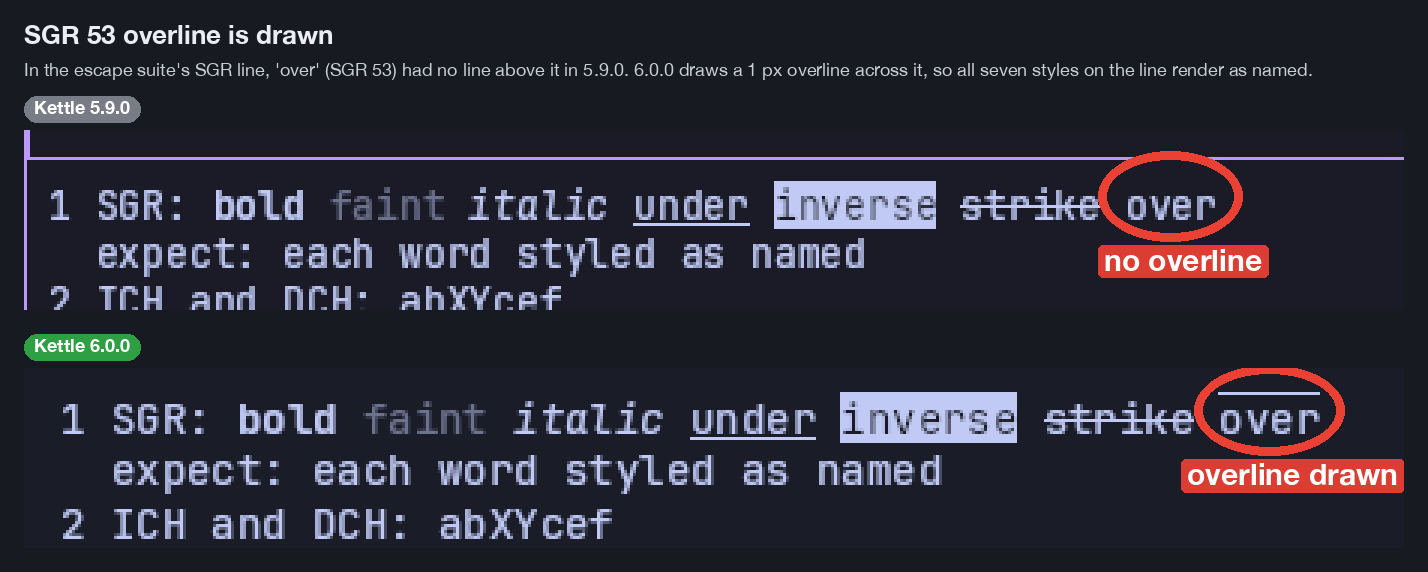 SGR 53 overline is drawn
In the escape suite's SGR line, 'over' (SGR 53) had no line above it in 5.9.0. 6.0.0 draws a 1 px overline across it, so all seven styles on the line render as named.
Kettle 5.9.0
1 SGR: bold faint italic under inverse strike over
expect: each word styled as named
no overline
2 ICH and DCH: abXYcef
Kettle 6.0.0
1 SGR: bold faint italic under inverse strike over
expect: each word styled as named
overline drawn
2 ICH and DCH: abXYcef